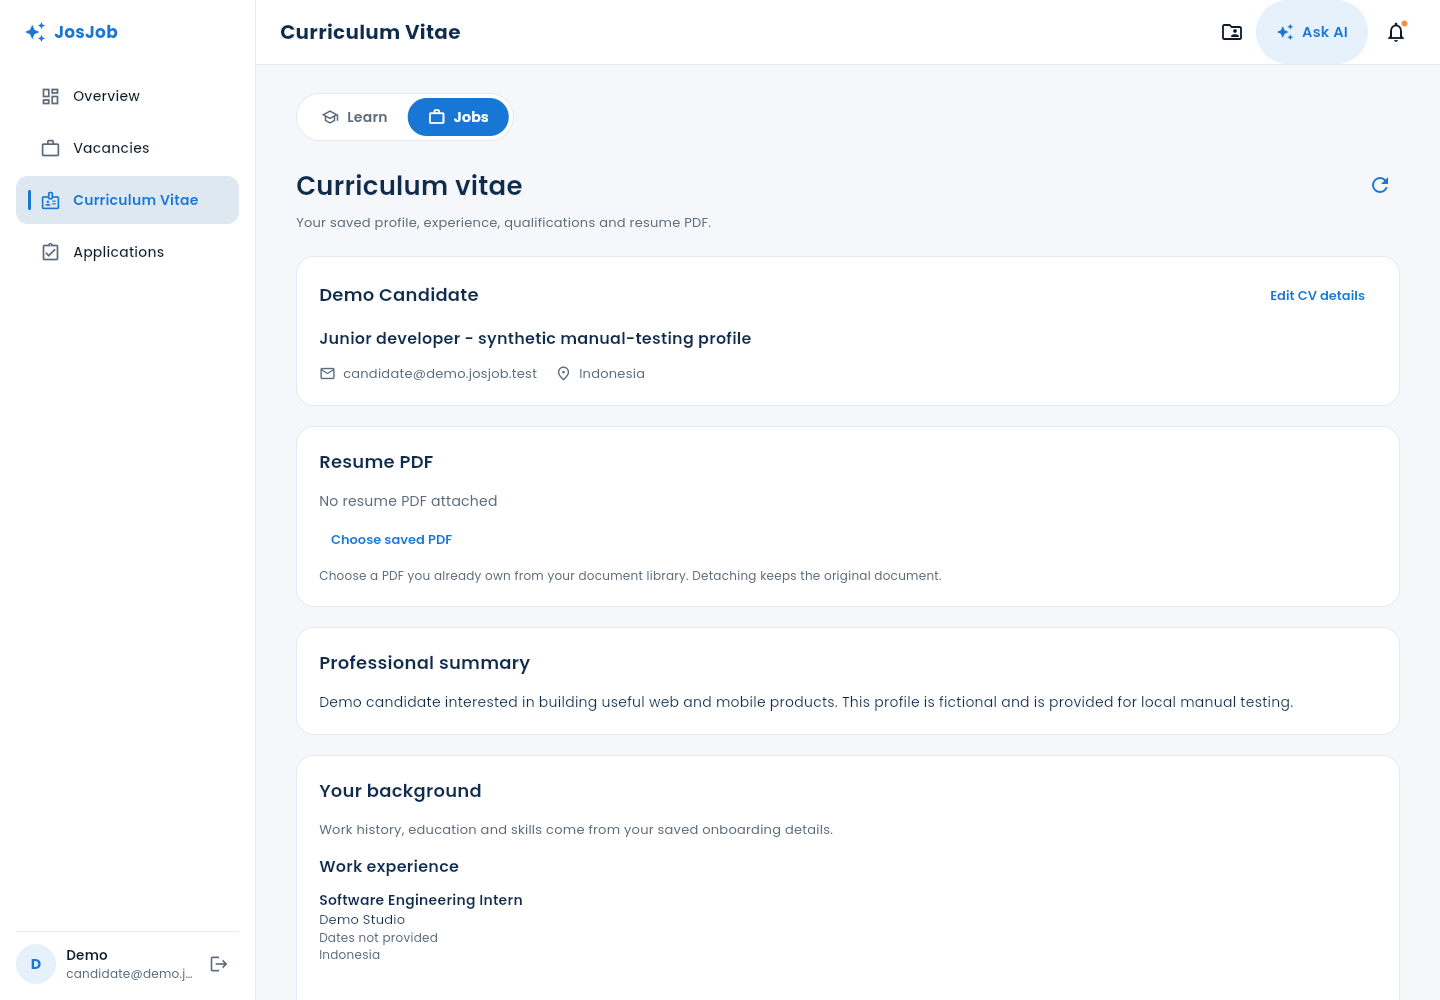 JosJob
Curriculum Vitae
Ask AI
Overview
Vacancies
Curriculum Vitae
Applications
Learn
Jobs
Curriculum vitae
Your saved profile, experience, qualifications and resume PDF.
Demo Candidate
Edit CV details
Junior developer - synthetic manual-testing profile
candidate@demo.josjob.test
Indonesia
Resume PDF
No resume PDF attached
Choose saved PDF
Choose a PDF you already own from your document library. Detaching keeps the original document.
Professional summary
Demo candidate interested in building useful web and mobile products. This profile is fictional and is provided for local manual testing.
Your background
Work history, education and skills come from your saved onboarding details.
Work experience
Software Engineering Intern
Demo Studio
Dates not provided
Indonesia
D
Demo
candidate@demo.j...